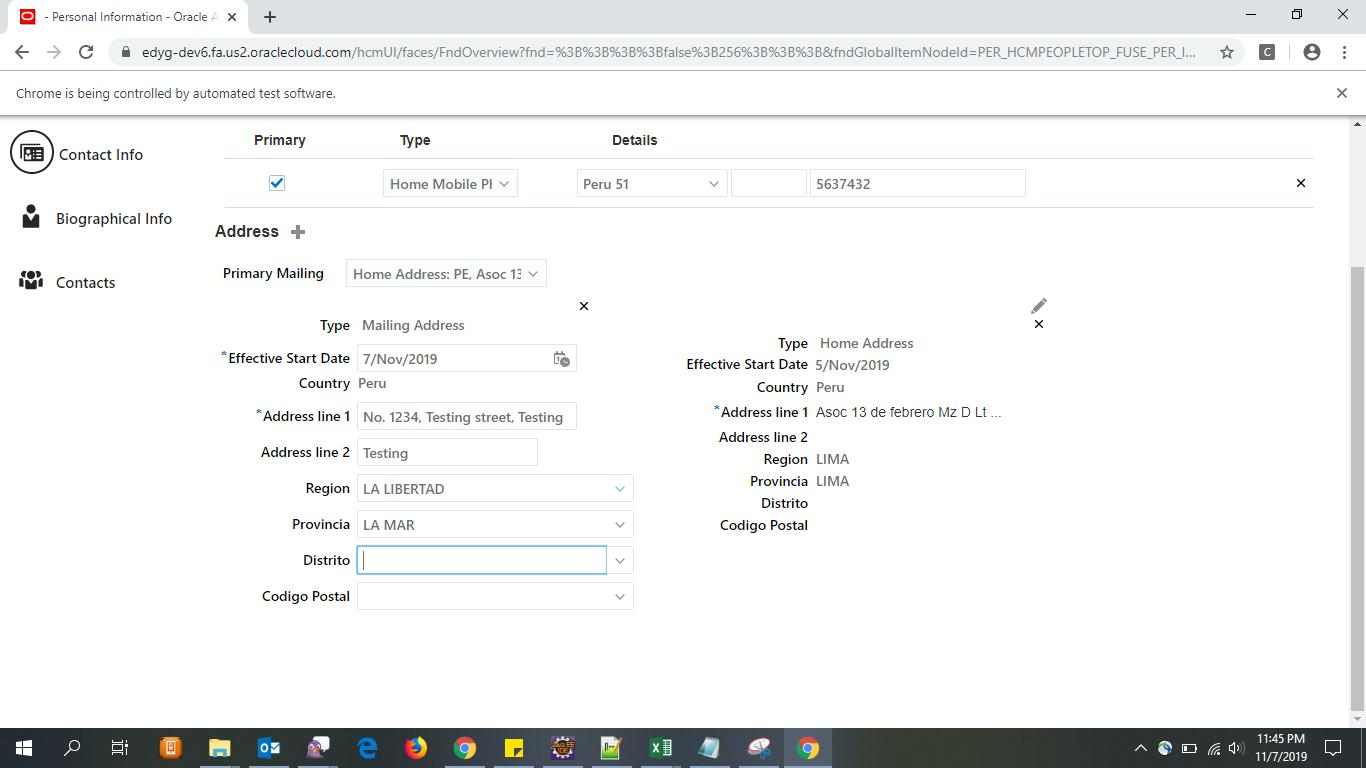 - Personal Information - Oracle A
edyg-dev6.fa.us2.oraclecloud.com/hcmUI/faces/FndOverview?fnd=%3B%3B%3B%3Bfalse%3B256%3B%3B%3B&fndGlobalItemNodeId=PER_HCMPEOPLETOP_FUSE_PER_I...
C
Chrome is being controlled by automated test software.
Contact Info
Biographical Info
Contacts
Primary Type Details
Home Mobile Pl Peru 51 5637432
Address
Primary Mailing Home Address: PE, Asoc 13
Type Mailing Address
*Effective Start Date 7/Nov/2019
Country Peru
*Address line 1 No. 1234, Testing street, Testing
Address line 2 Testing
Region LA LIBERTAD
Provincia LA MAR
Distrito
Codigo Postal
Type Home Address
Effective Start Date 5/Nov/2019
Country Peru
*Address line 1 Asoc 13 de febrero Mz D Lt ...
Address line 2
Region LIMA
Provincia LIMA
Distrito
Codigo Postal
11:45 PM
11/7/2019